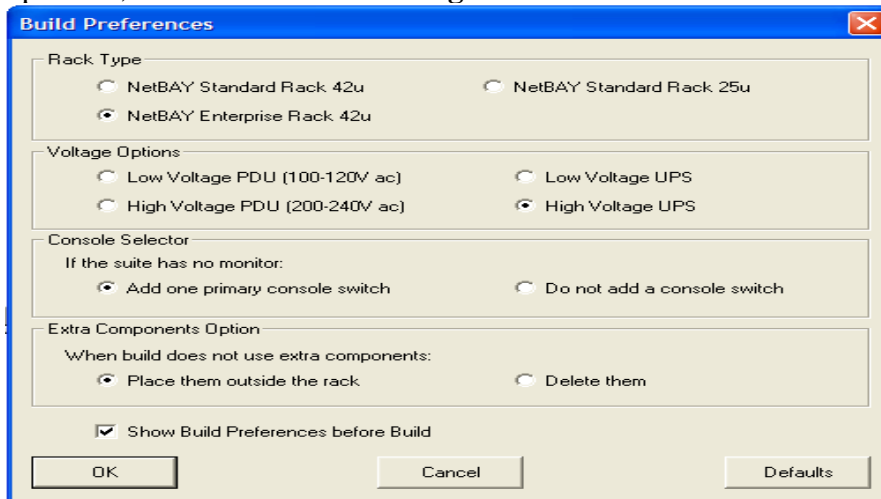 Build Preferences
Rack Type
NetBAY Standard Rack 42u NetBAY Standard Rack 25u
NetBAY Enterprise Rack 42u
Voltage Options
Low Voltage PDU (100-120V ac) Low Voltage UPS
High Voltage PDU (200-240V ac) High Voltage UPS
Console Selector
If the suite has no monitor:
Add one primary console switch Do not add a console switch
Extra Components Option
When build does not use extra components:
Place them outside the rack Delete them
Show Build Preferences before Build
OK Cancel Defaults